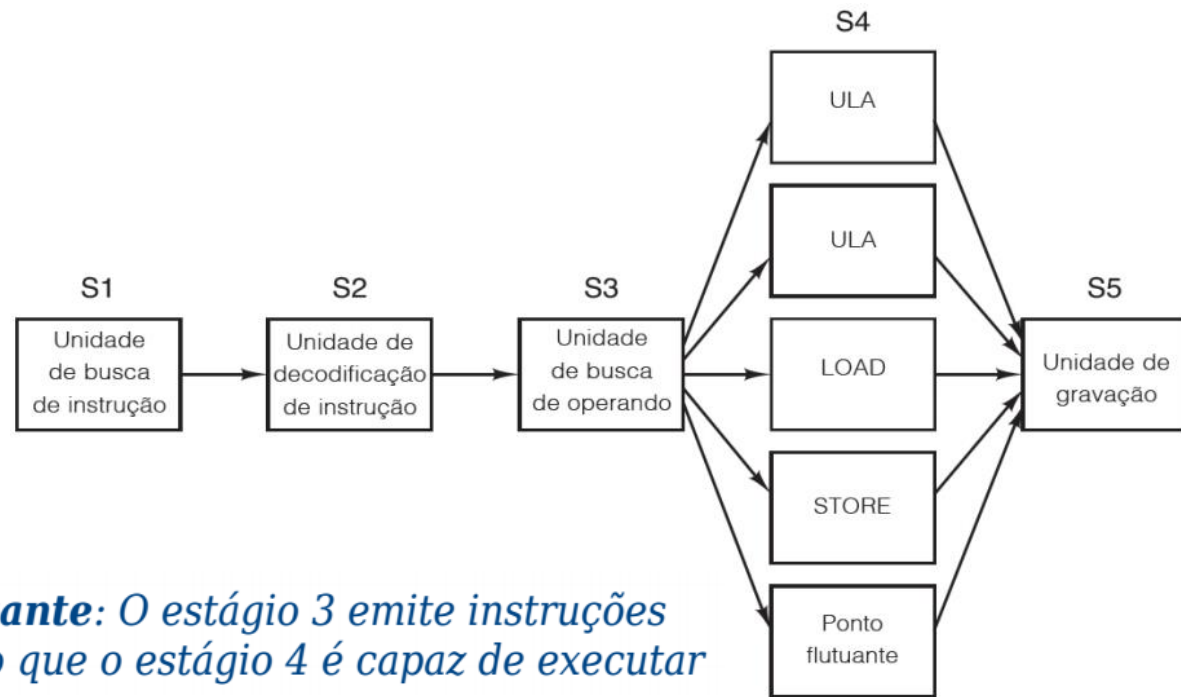 S4
ULA
ULA
S1
S2
S3
S5
Unidade
de busca
de instrução
Unidade de
decodificação
de instrução
Unidade
de busca
de operando
LOAD
Unidade de
gravação
STORE
Ponto
flutuante
ante: O estágio 3 emite instruções
o que o estágio 4 é capaz de executar